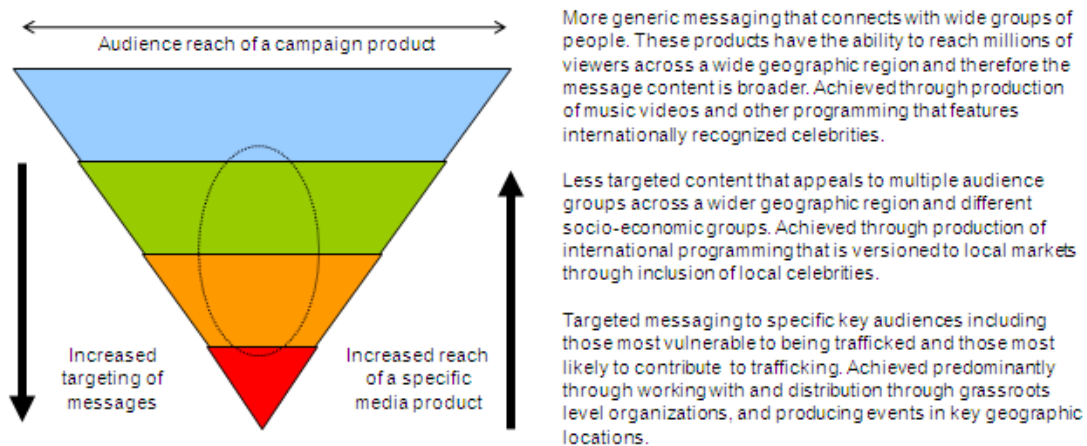 Audience reach of a campaign product
Increased
targeting of
messages
Increased reach
of a specific
media product
More generic messaging that connects with wide groups of
people. These products have the ability to reach millions of
viewers across a wide geographic region and therefore the
message content is broader. Achieved through production
of music videos and other programming that features
internationally recognized celebrities.
Less targeted content that appeals to multiple audience
groups across a wider geographic region and different
socio-economic groups. Achieved through production of
international programming that is versioned to local markets
through inclusion of local celebrities.
Targeted messaging to specific key audiences including
those most vulnerable to being trafficked and those most
likely to contribute to trafficking. Achieved predominantly
through working with and distribution through grassroots
level organizations, and producing events in key geographic
locations.